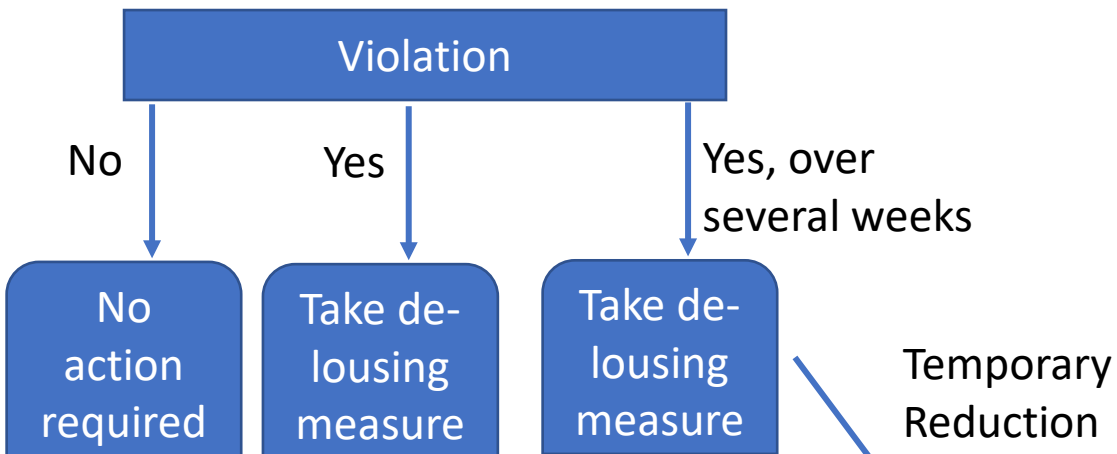 Violation
No
Yes
Yes, over
several weeks
No
action
required
Take de-
lousing
measure
Take de-
lousing
measure
Temporary
Reduction